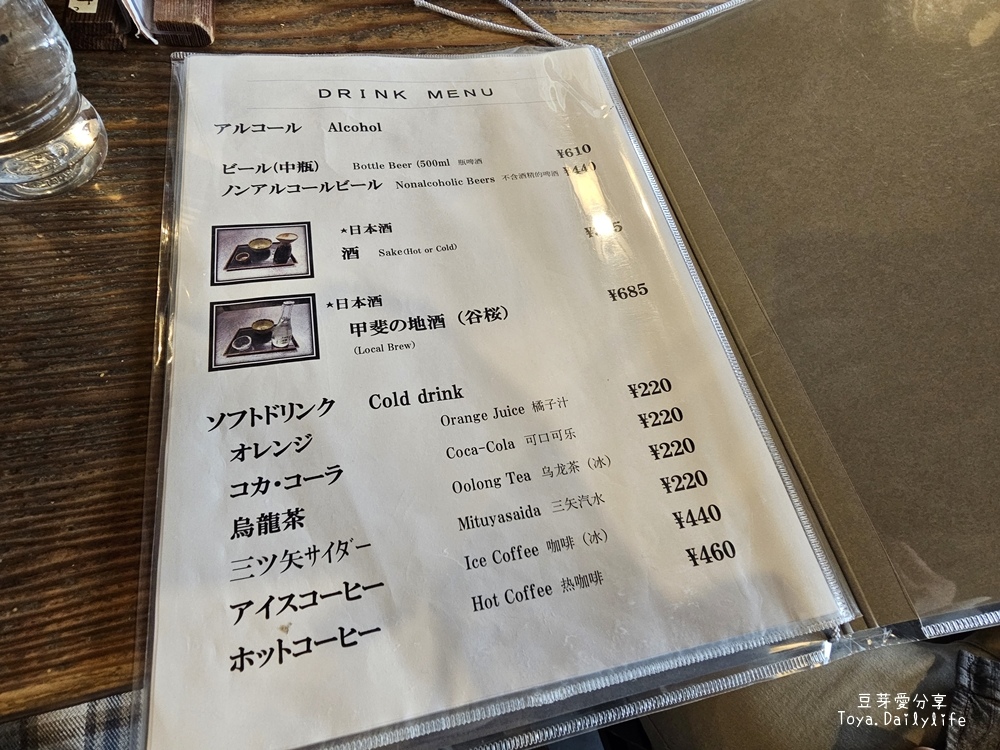 DRINK MENU
アルコール Alcohol
ビール(中瓶) Bottle Beer (500ml 瓶啤酒 ¥610
ノンアルコールビール Nonalcoholic Beers 不含酒精的啤酒 ¥440
★日本酒
酒 Sake(Hot or Cold)
★日本酒
甲斐の地酒（谷桜） ¥685
(Local Brew)
ソフトドリンク Cold drink
オレンジ Orange Juice 橘子汁 ¥220
コカ・コーラ Coca-Cola 可口可乐 ¥220
烏龍茶 Oolong Tea 乌龙茶（冰） ¥220
三ツ矢サイダー Mituyasaida 三矢汽水 ¥220
アイスコーヒー Ice Coffee 咖啡（冰） ¥440
ホットコーヒー Hot Coffee 热咖啡 ¥460
豆芽愛分享
Toya.Dailylife